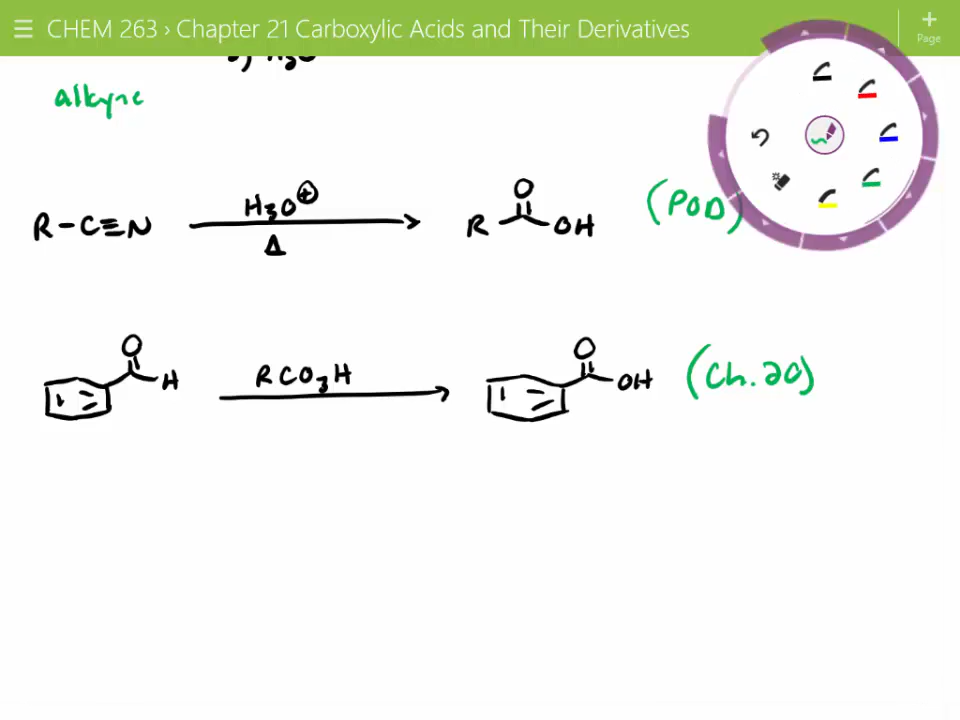 ☰ CHEM 263 › Chapter 21 Carboxylic Acids and Their Derivatives
+ Page
alkyne
R-C≡N H₃O⊕ Δ O R OH (POD)
O H RCO₃H O OH (Ch.20)